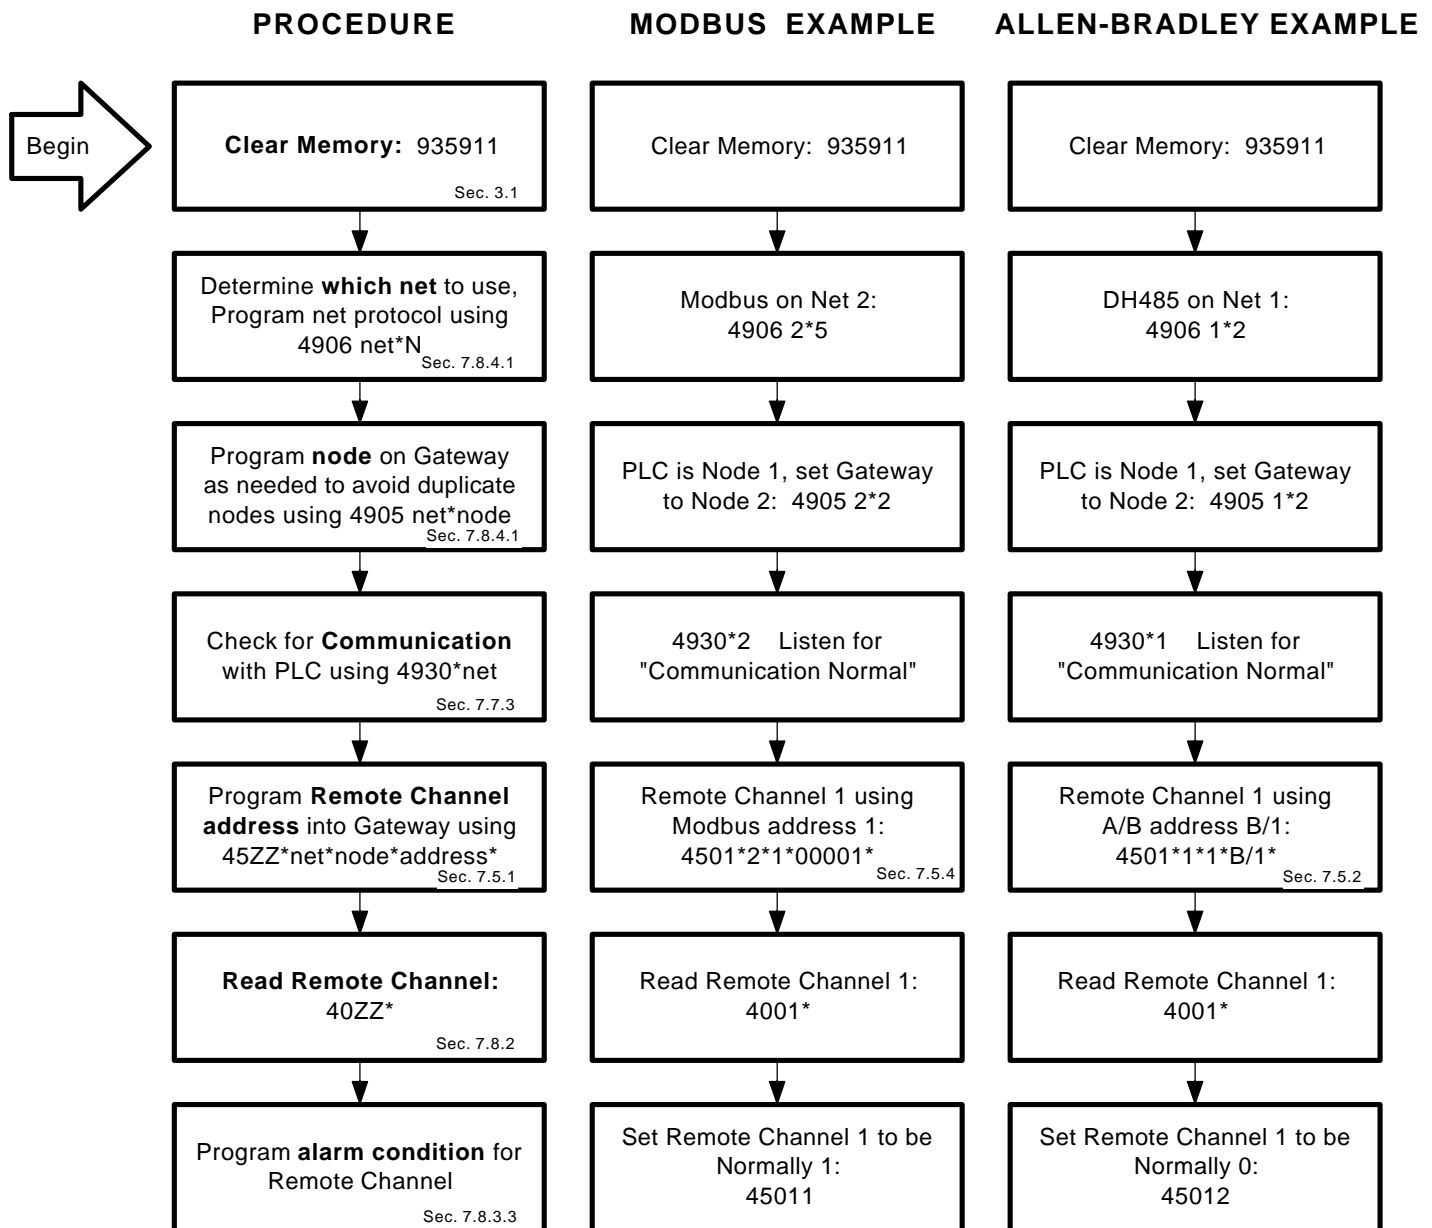 PROCEDURE
MODBUS EXAMPLE
ALLEN-BRADLEY EXAMPLE
Begin
Clear Memory: 935911
Sec. 3.1
Clear Memory: 935911
Clear Memory: 935911
Determine which net to use,
Program net protocol using
4906 net*N
Sec. 7.8.4.1
Modbus on Net 2:
4906 2*5
DH485 on Net 1:
4906 1*2
Program node on Gateway
as needed to avoid duplicate
nodes using 4905 net*node
Sec. 7.8.4.1
PLC is Node 1, set Gateway
to Node 2: 4905 2*2
PLC is Node 1, set Gateway
to Node 2: 4905 1*2
Check for Communication
with PLC using 4930*net
Sec. 7.7.3
4930*2 Listen for
"Communication Normal"
4930*1 Listen for
"Communication Normal"
Program Remote Channel
address into Gateway using
45ZZ*net*node*address*
Sec. 7.5.1
Remote Channel 1 using
Modbus address 1:
4501*2*1*00001*
Sec. 7.5.4
Remote Channel 1 using
A/B address B/1:
4501*1*1*B/1*
Sec. 7.5.2
Read Remote Channel:
40ZZ*
Sec. 7.8.2
Read Remote Channel 1:
4001*
Read Remote Channel 1:
4001*
Program alarm condition for
Remote Channel
Sec. 7.8.3.3
Set Remote Channel 1 to be
Normally 1:
45011
Set Remote Channel 1 to be
Normally 0:
45012